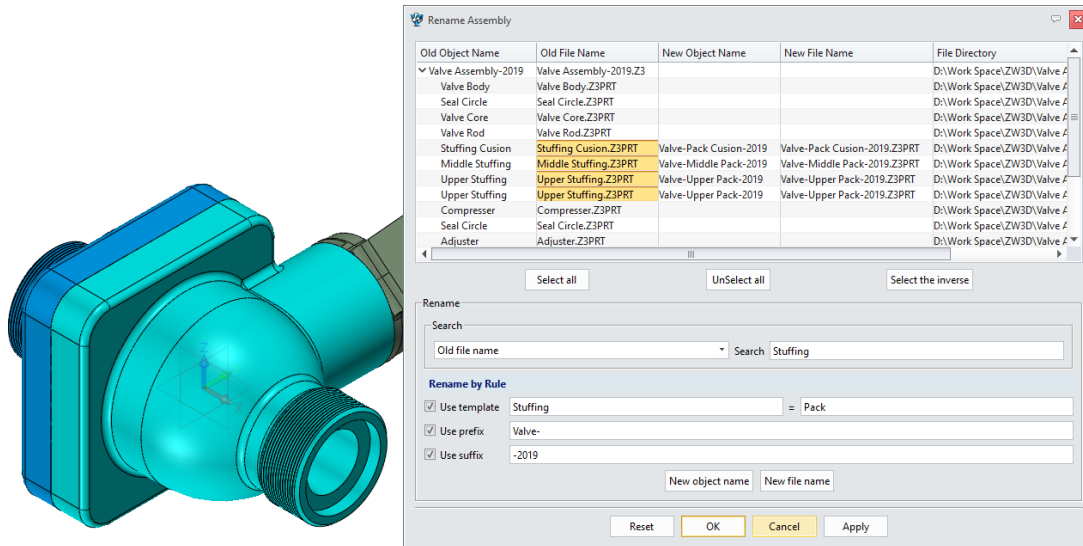 Rename Assembly
Old Object Name Old File Name New Object Name New File Name File Directory
Valve Assembly-2019 Valve Assembly-2019.Z3 D:\Work Space\ZW3D\Valve A
Valve Body Valve Body.Z3PRT D:\Work Space\ZW3D\Valve A
Seal Circle Seal Circle.Z3PRT D:\Work Space\ZW3D\Valve A
Valve Core Valve Core.Z3PRT D:\Work Space\ZW3D\Valve A
Valve Rod Valve Rod.Z3PRT D:\Work Space\ZW3D\Valve A
Stuffing Cusion Stuffing Cusion.Z3PRT Valve-Pack Cusion-2019 Valve-Pack Cusion-2019.Z3PRT D:\Work Space\ZW3D\Valve A
Middle Stuffing Middle Stuffing.Z3PRT Valve-Middle Pack-2019 Valve-Middle Pack-2019.Z3PRT D:\Work Space\ZW3D\Valve A
Upper Stuffing Upper Stuffing.Z3PRT Valve-Upper Pack-2019 Valve-Upper Pack-2019.Z3PRT D:\Work Space\ZW3D\Valve A
Upper Stuffing Upper Stuffing.Z3PRT Valve-Upper Pack-2019 Valve-Upper Pack-2019.Z3PRT D:\Work Space\ZW3D\Valve A
Compresser Compresser.Z3PRT D:\Work Space\ZW3D\Valve A
Seal Circle Seal Circle.Z3PRT D:\Work Space\ZW3D\Valve A
Adjuster Adjuster.Z3PRT D:\Work Space\ZW3D\Valve A
Select all UnSelect all Select the inverse
Rename
Search
Old file name Search Stuffing
Rename by Rule
Use template Stuffing = Pack
Use prefix Valve-
Use suffix -2019
New object name New file name
Reset OK Cancel Apply
Z
X